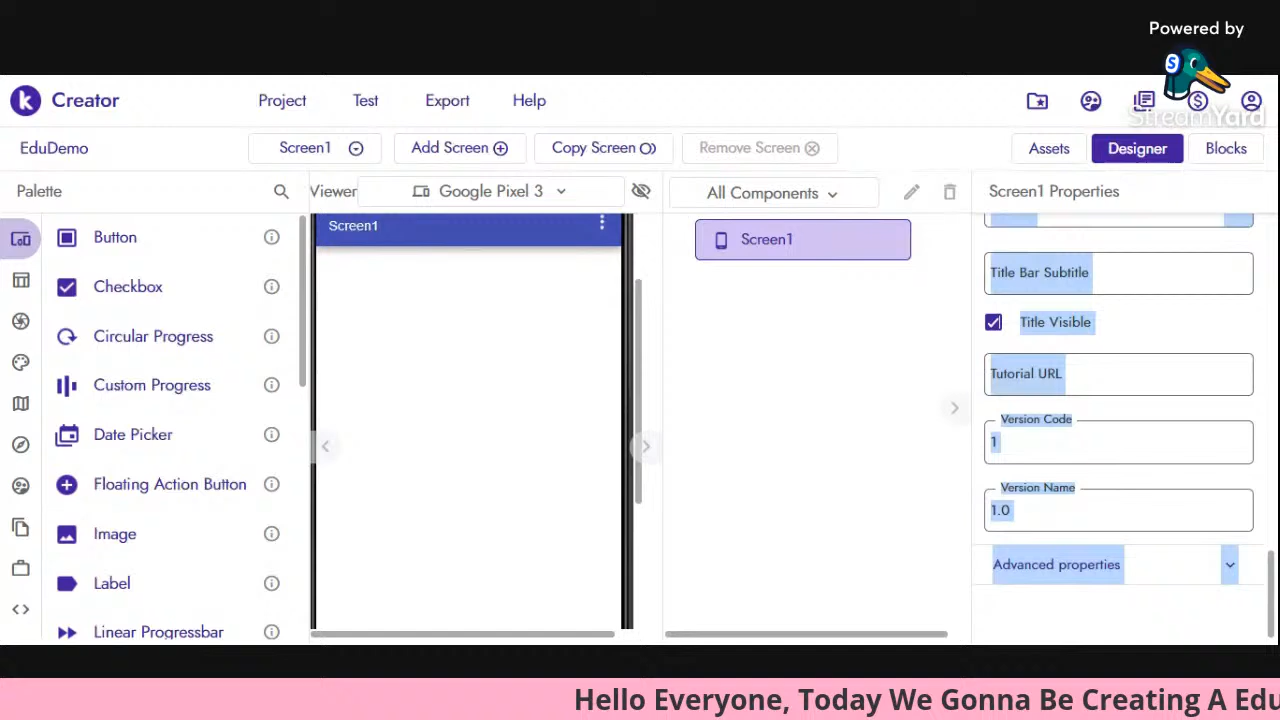 Powered by
StreamYard
Creator
Project
Test
Export
Help
EduDemo
Screen1
Add Screen
Copy Screen
Remove Screen
Assets
Designer
Blocks
Palette
Viewer
Google Pixel 3
All Components
Screen1 Properties
Button
Checkbox
Circular Progress
Custom Progress
Date Picker
Floating Action Button
Image
Label
Linear Progressbar
Screen1
Screen1
Title Bar Subtitle
Title Visible
Tutorial URL
Version Code
1
Version Name
1.0
Advanced properties
Hello Everyone, Today We Gonna Be Creating A Edu